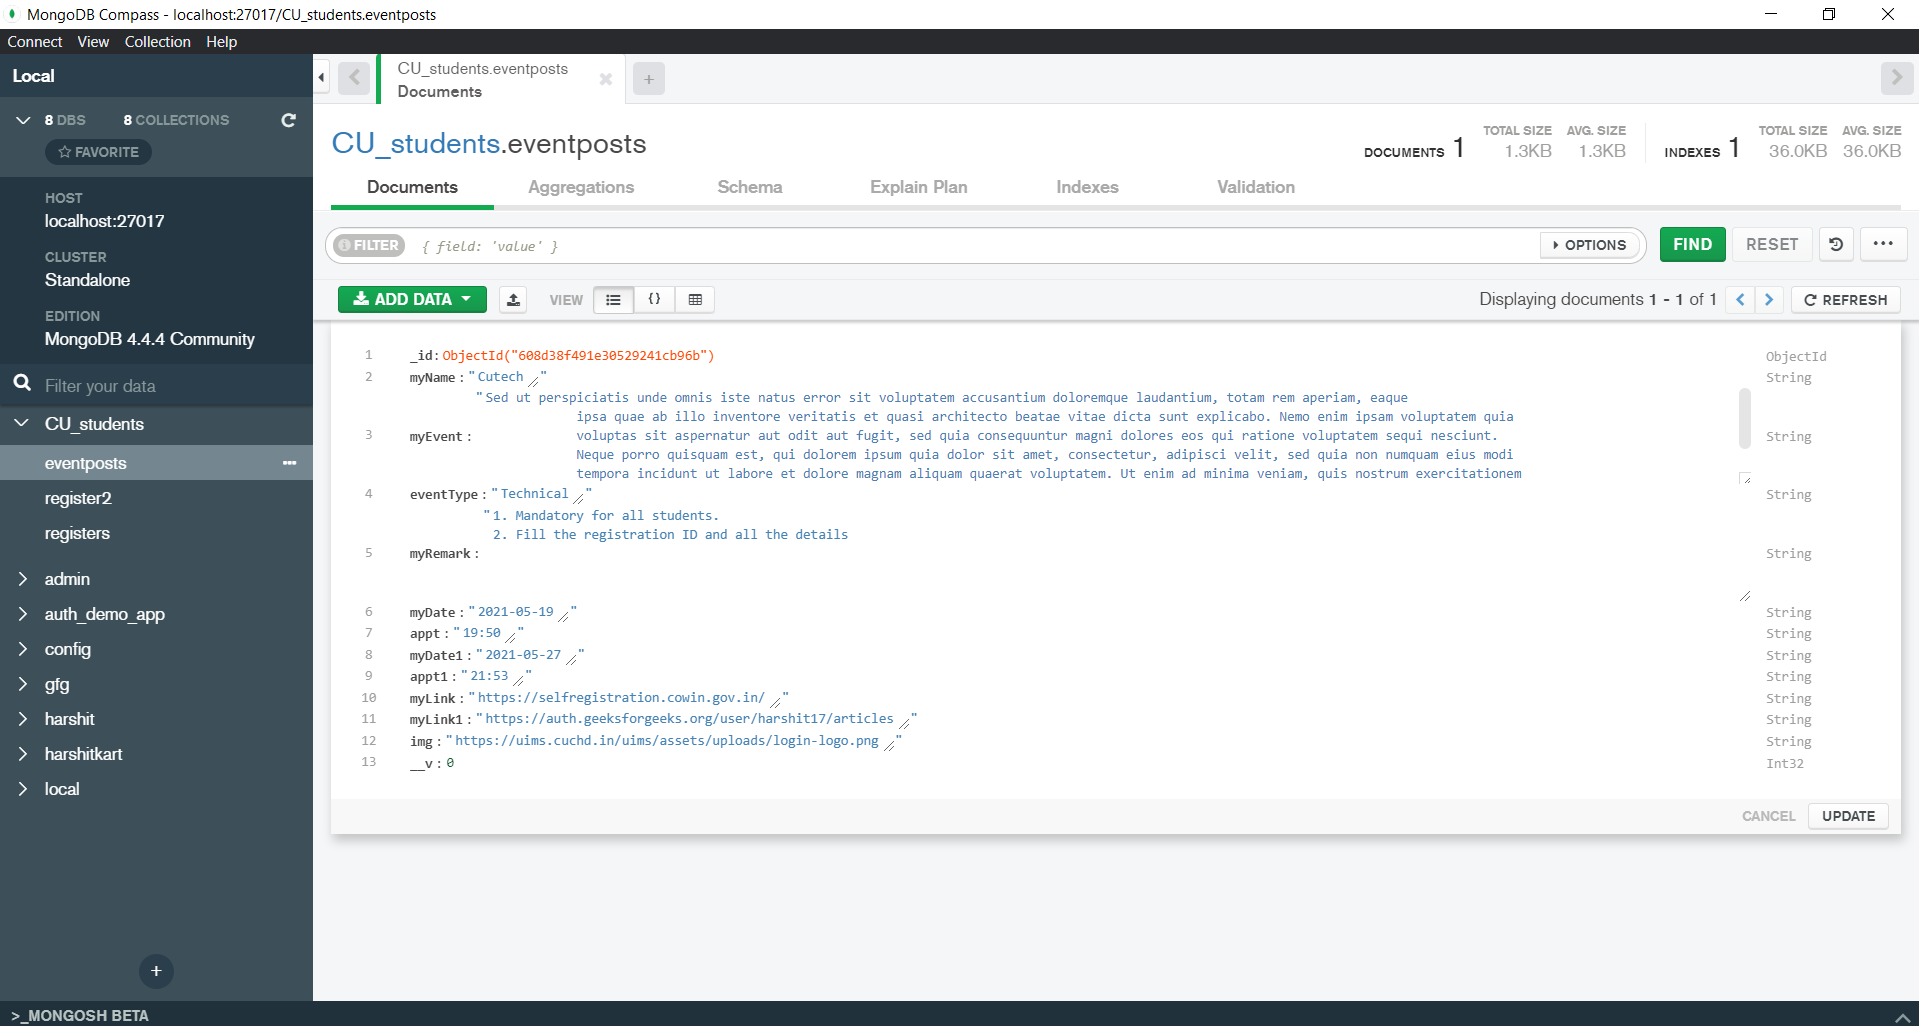 MongoDB Compass - localhost:27017/CU_students.eventposts
Connect View Collection Help
Local
8 DBS 8 COLLECTIONS
FAVORITE
HOST
localhost:27017
CLUSTER
Standalone
EDITION
MongoDB 4.4.4 Community
Filter your data
CU_students
eventposts
register2
registers
admin
auth_demo_app
config
gfg
harshit
harshitkart
local
>_MONGOSH BETA
CU_students.eventposts
Documents
CU_students.eventposts
DOCUMENTS 1 TOTAL SIZE 1.3KB AVG. SIZE 1.3KB INDEXES 1 TOTAL SIZE 36.0KB AVG. SIZE 36.0KB
Documents Aggregations Schema Explain Plan Indexes Validation
FILTER { field: 'value' } OPTIONS FIND RESET
ADD DATA VIEW {} Displaying documents 1 - 1 of 1 REFRESH
1 _id: ObjectId("608d38f491e30529241cb96b") ObjectId
2 myName : "Cutech" String
"Sed ut perspiciatis unde omnis iste natus error sit voluptatem accusantium doloremque laudantium, totam rem aperiam, eaque
ipsa quae ab illo inventore veritatis et quasi architecto beatae vitae dicta sunt explicabo. Nemo enim ipsam voluptatem quia
3 myEvent : voluptas sit aspernatur aut odit aut fugit, sed quia consequuntur magni dolores eos qui ratione voluptatem sequi nesciunt. String
Neque porro quisquam est, qui dolorem ipsum quia dolor sit amet, consectetur, adipisci velit, sed quia non numquam eius modi
tempora incidunt ut labore et dolore magnam aliquam quaerat voluptatem. Ut enim ad minima veniam, quis nostrum exercitationem
4 eventType : "Technical" String
"1. Mandatory for all students.
2. Fill the registration ID and all the details
5 myRemark : String
6 myDate : "2021-05-19" String
7 appt : "19:50" String
8 myDate1 : "2021-05-27" String
9 appt1 : "21:53" String
10 myLink : "https://selfregistration.cowin.gov.in/" String
11 myLink1 : "https://auth.geeksforgeeks.org/user/harshit17/articles" String
12 img : "https://uims.cuchd.in/uims/assets/uploads/login-logo.png" String
13 __v : 0 Int32
CANCEL UPDATE